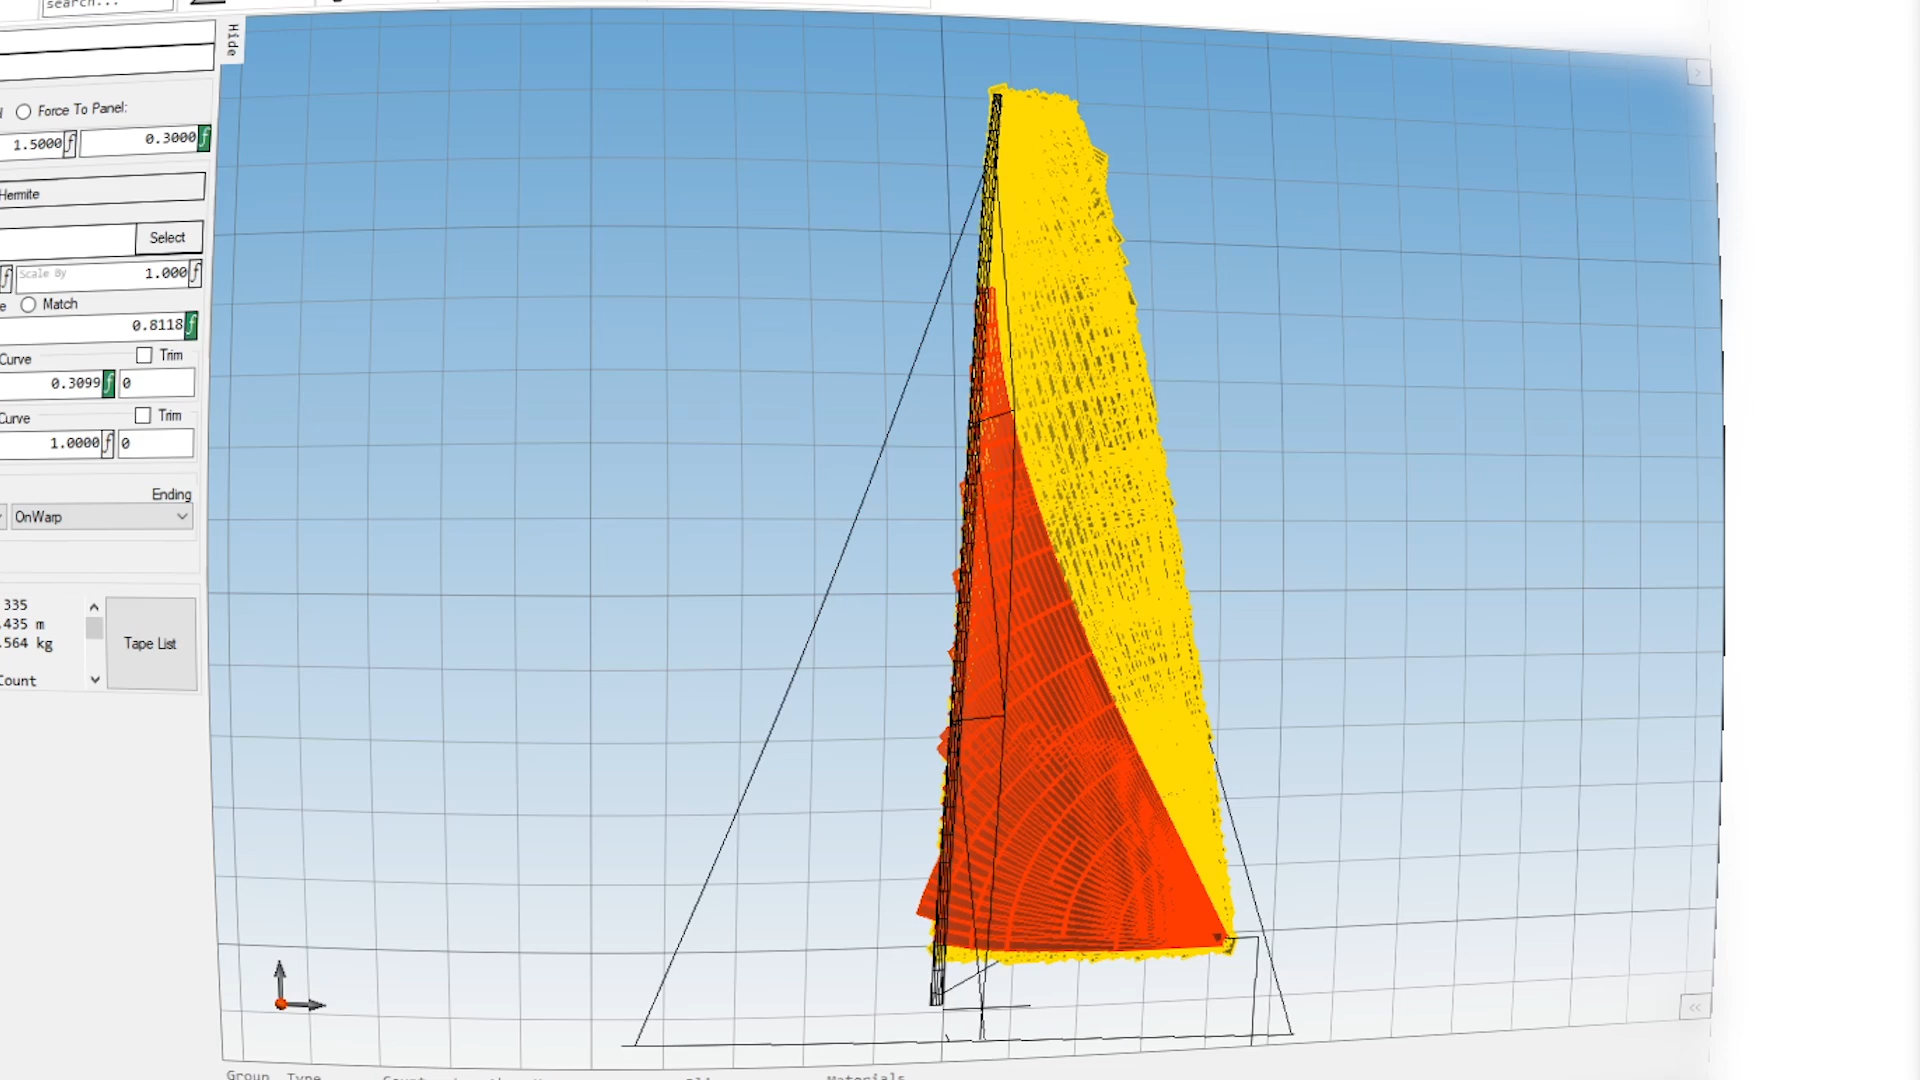 search...
Hide
Force To Panel:
1.5000 f 0.3000 f
Hermite
Select
f Scale By 1.000 f
Match
0.8118 f
Curve Trim
0.3099 f 0
Curve Trim
1.0000 f 0
Ending
OnWarp
335
.435 m
.564 kg
Tape List
Count
Group Type
Materials